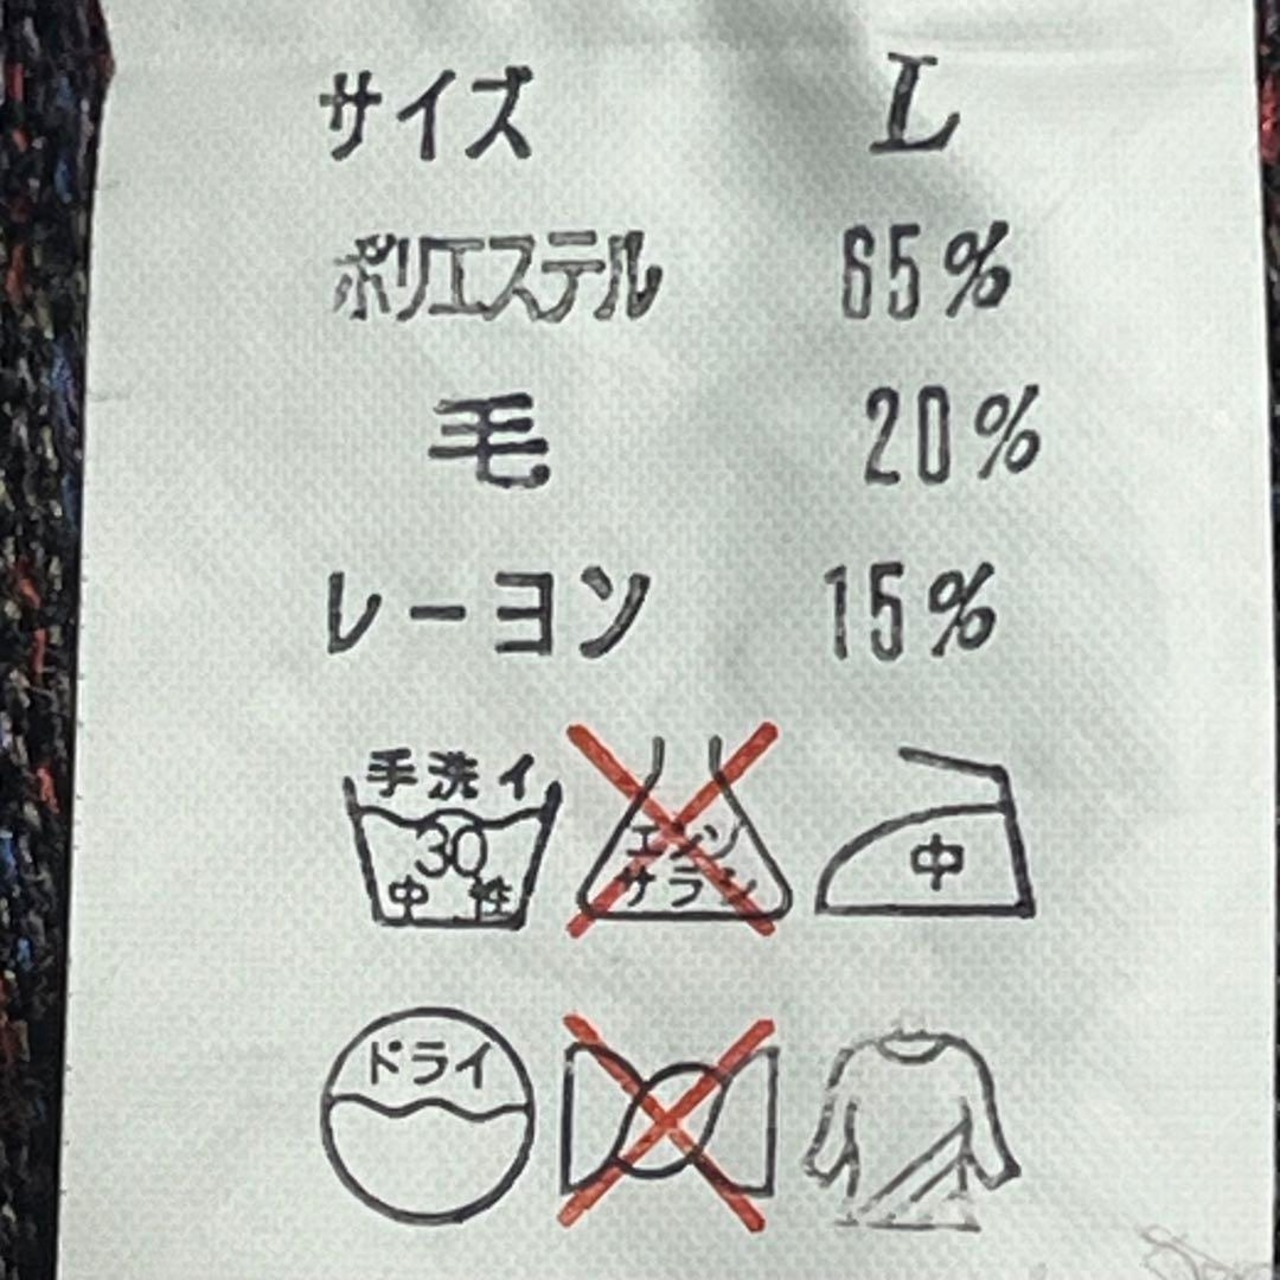 サイズ L
ポリエステル 65%
毛 20%
レーヨン 15%
手洗イ
30
中性
エンソ
サラシ
中
ドライ